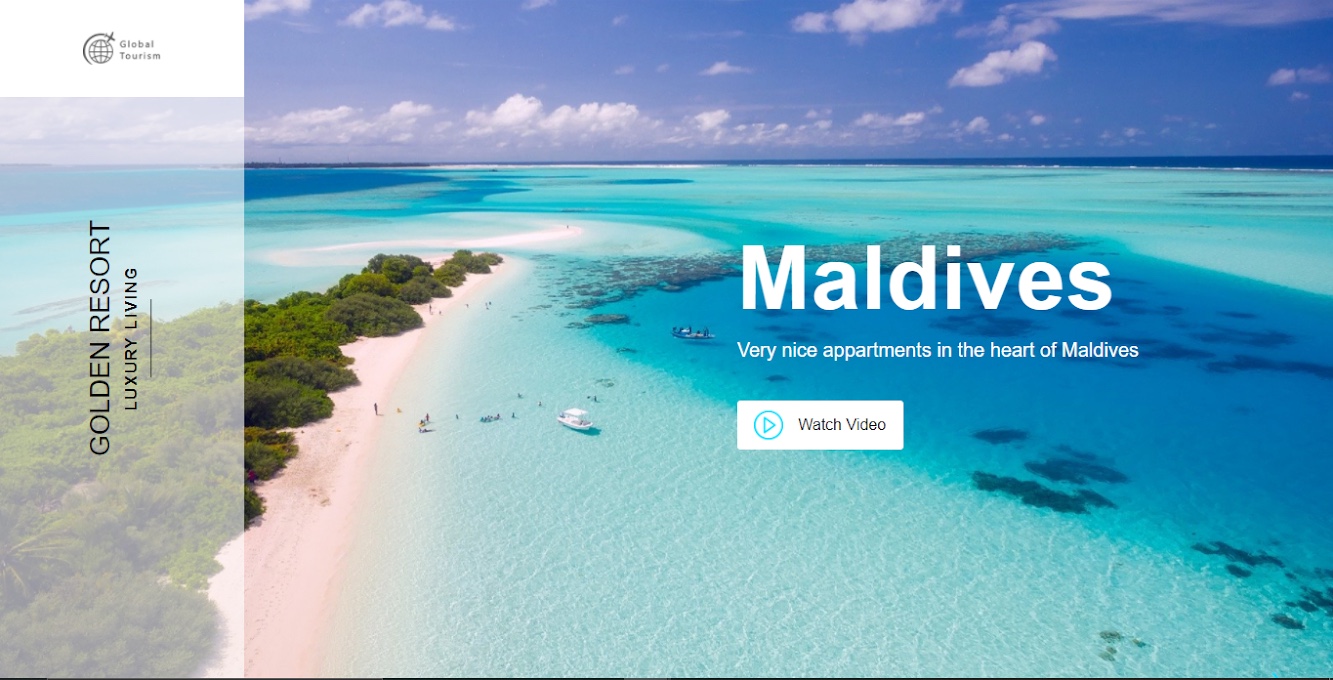 Global
Tourism
GOLDEN RESORT
LUXURY LIVING
Maldives
Very nice appartments in the heart of Maldives
Watch Video